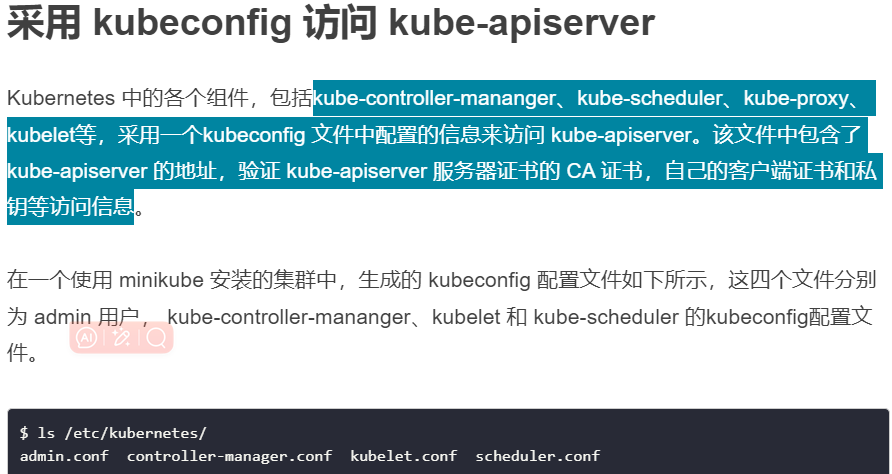 采用 kubeconfig 访问 kube-apiserver
Kubernetes 中的各个组件，包括kube-controller-mananger、kube-scheduler、kube-proxy、
kubelet等，采用一个kubeconfig 文件中配置的信息来访问 kube-apiserver。该文件中包含了
kube-apiserver 的地址，验证 kube-apiserver 服务器证书的 CA 证书，自己的客户端证书和私
钥等访问信息。
在一个使用 minikube 安装的集群中，生成的 kubeconfig 配置文件如下所示，这四个文件分别
为 admin 用户， kube-controller-mananger、kubelet 和 kube-scheduler 的kubeconfig配置文
件。
AI
$ ls /etc/kubernetes/
admin.conf  controller-manager.conf  kubelet.conf  scheduler.conf